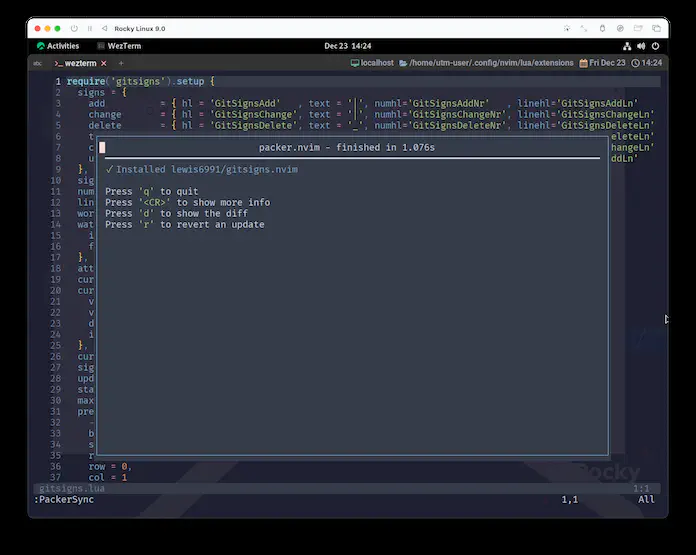 Rocky Linux 9.0
Activities
WezTerm
Dec 23 14:24
wezterm
localhost
/home/utm-user/.config/nvim/lua/extensions
Fri Dec 23
14:24
1 require('gitsigns').setup {
2 signs = {
3 add = { hl = 'GitSignsAdd' , text = '│', numhl='GitSignsAddNr' , linehl='GitSignsAddLn'
4 change = { hl = 'GitSignsChange', text = '│', numhl='GitSignsChangeNr', linehl='GitSignsChangeLn'
5 delete = { hl = 'GitSignsDelete', text = '_', numhl='GitSignsDeleteNr', linehl='GitSignsDeleteLn'
6 t eleteLn'
7 c hangeLn'
8 u ddLn'
9 },
10 sig
11 num
12 lin
13 wor
14 wat
15 i
16 f
17 },
18 att
19 cur
20 cur
21 v
22 v
23 d
24 i
25 },
26 cur
27 sig
28 upd
29 sta
30 max
31 pre
32 -
33 b
34 s
35 r
36 row = 0,
37 col = 1
packer.nvim - finished in 1.076s
✓ Installed lewis6991/gitsigns.nvim
Press 'q' to quit
Press '<CR>' to show more info
Press 'd' to show the diff
Press 'r' to revert an update
Rocky
gitsigns.lua 1:1
:PackerSync 1,1 All